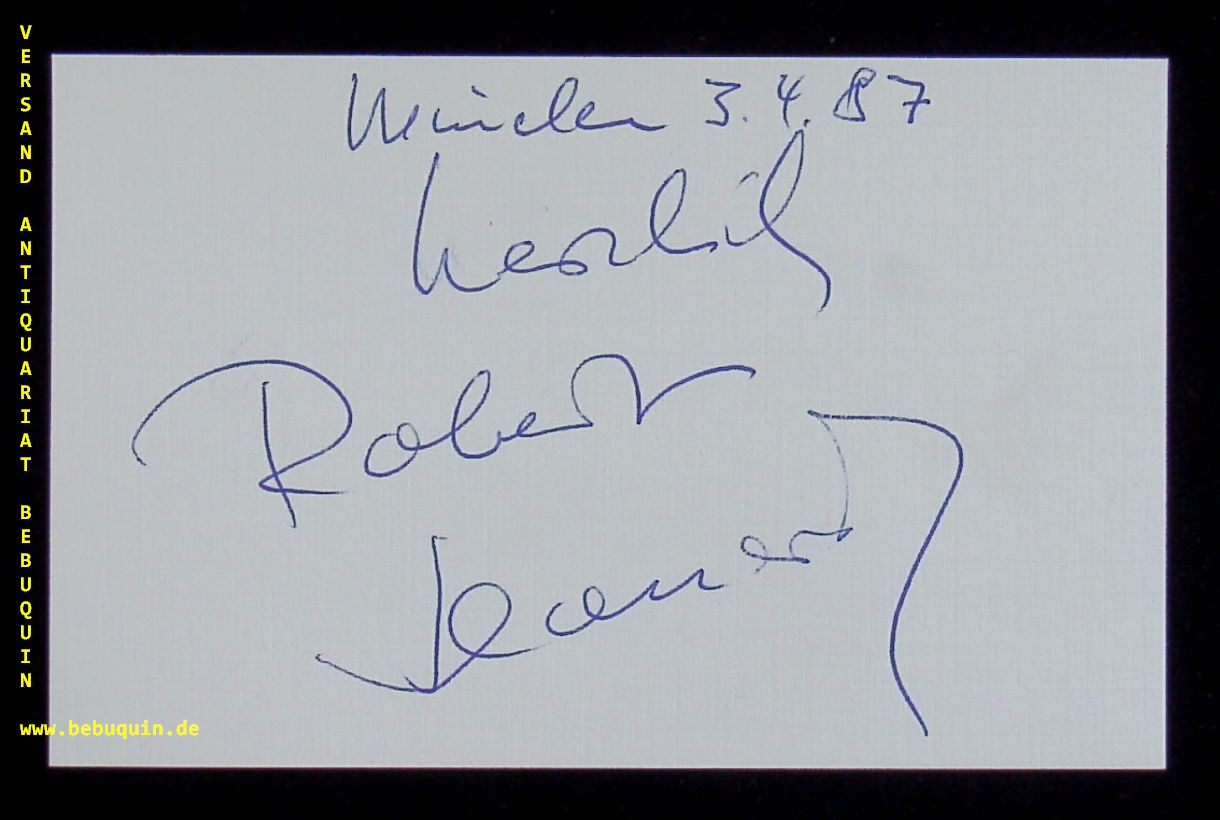 VERSAND ANTIQUARIAT BEBUQUIN
www.bebuquin.de
München 3.4.87
herzlich
Robert